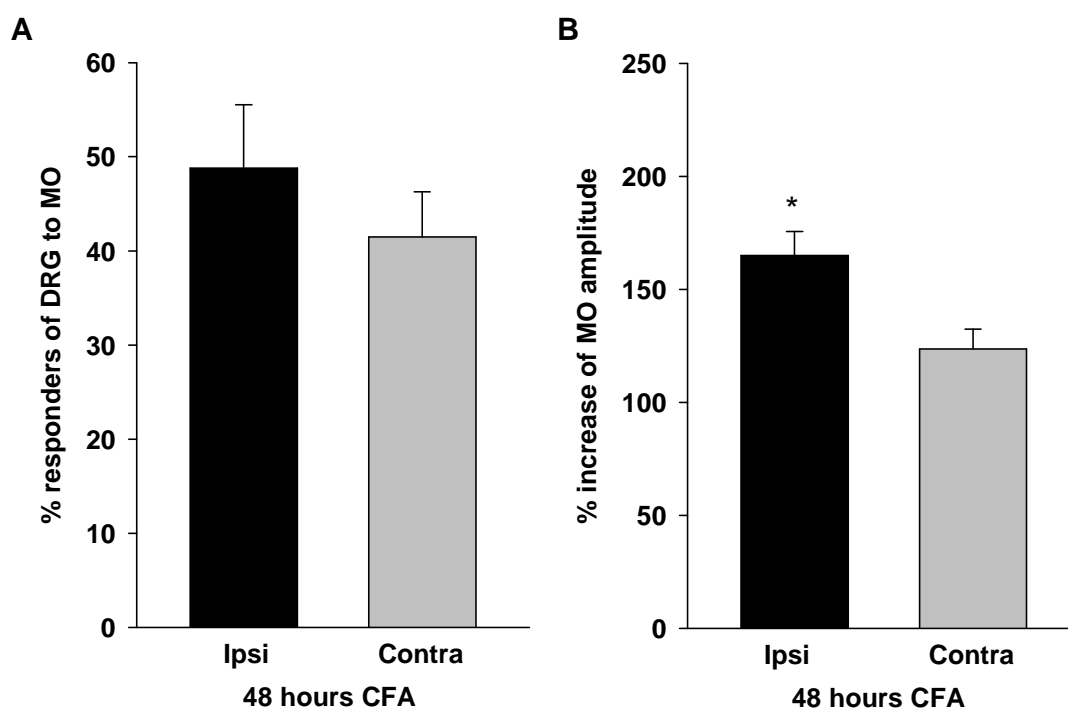 A
% responders of DRG to MO
60
50
40
30
20
10
0
Ipsi Contra
48 hours CFA
B
% increase of MO amplitude
250
200
150
100
50
0
*
Ipsi Contra
48 hours CFA